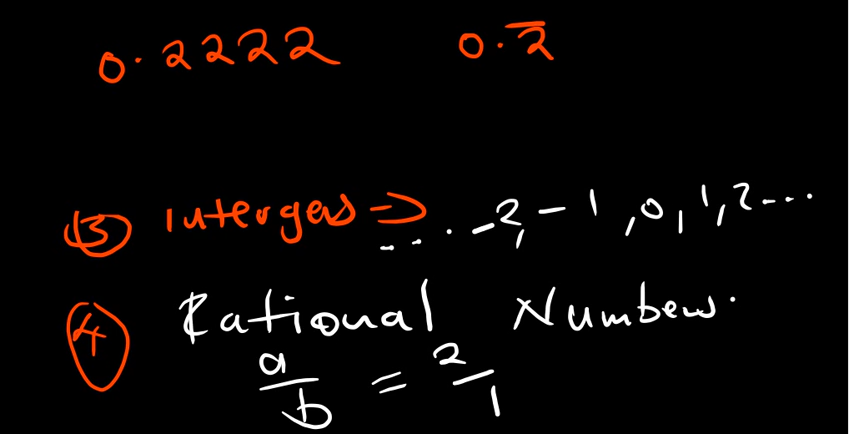 0.2222 0.2̅
③ Intergers ⇒ .... -2, -1, 0, 1, 2...
④ Rational Numbers.
a/b = 2/1